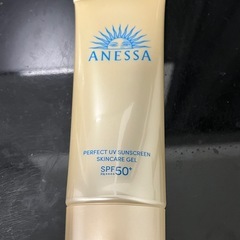 ANESSA
PERFECT UV SUNSCREEN
SKINCARE GEL
SPF50+